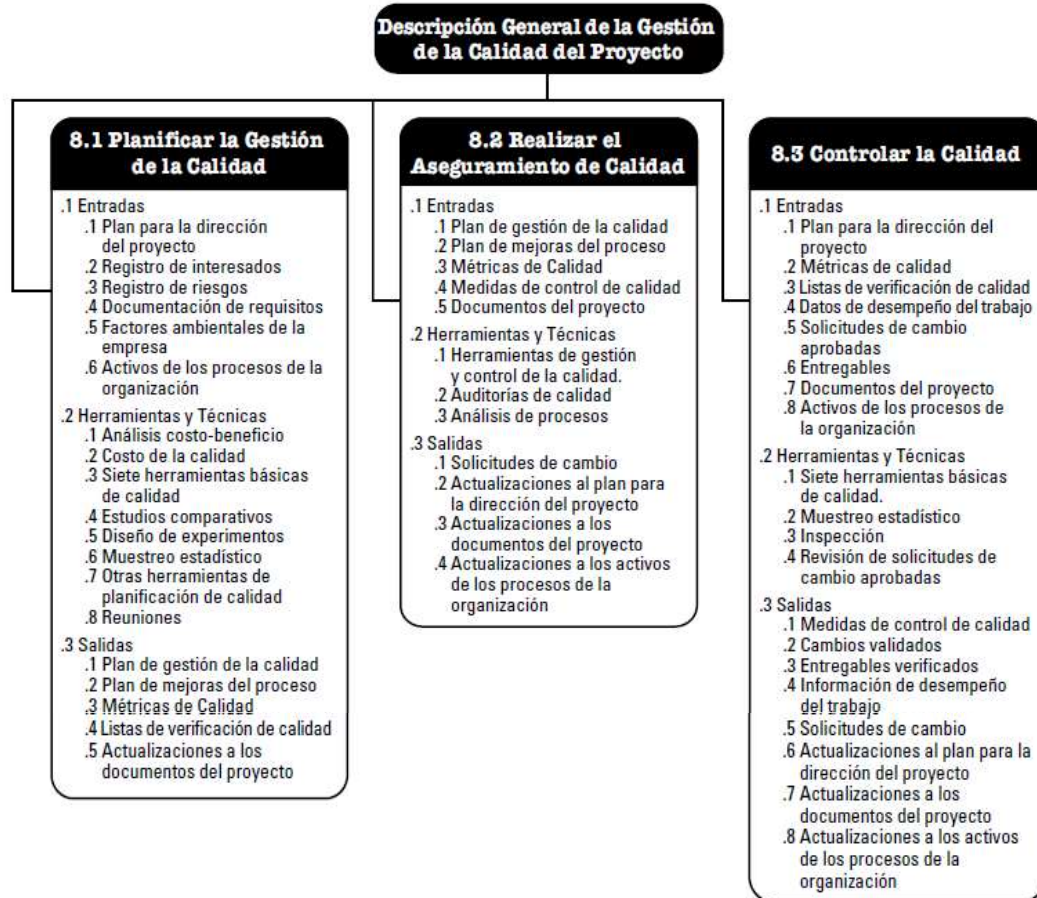 Descripción General de la Gestión
de la Calidad del Proyecto
8.1 Planificar la Gestión
de la Calidad
.1 Entradas
.1 Plan para la dirección
del proyecto
.2 Registro de interesados
.3 Registro de riesgos
.4 Documentación de requisitos
.5 Factores ambientales de la
empresa
.6 Activos de los procesos de la
organización
.2 Herramientas y Técnicas
.1 Análisis costo-beneficio
.2 Costo de la calidad
.3 Siete herramientas básicas
de calidad
.4 Estudios comparativos
.5 Diseño de experimentos
.6 Muestreo estadístico
.7 Otras herramientas de
planificación de calidad
.8 Reuniones
.3 Salidas
.1 Plan de gestión de la calidad
.2 Plan de mejoras del proceso
.3 Métricas de Calidad
.4 Listas de verificación de calidad
.5 Actualizaciones a los
documentos del proyecto
8.2 Realizar el
Aseguramiento de Calidad
.1 Entradas
.1 Plan de gestión de la calidad
.2 Plan de mejoras del proceso
.3 Métricas de Calidad
.4 Medidas de control de calidad
.5 Documentos del proyecto
.2 Herramientas y Técnicas
.1 Herramientas de gestión
y control de la calidad.
.2 Auditorías de calidad
.3 Análisis de procesos
.3 Salidas
.1 Solicitudes de cambio
.2 Actualizaciones al plan para
la dirección del proyecto
.3 Actualizaciones a los
documentos del proyecto
.4 Actualizaciones a los activos
de los procesos de la
organización
8.3 Controlar la Calidad
.1 Entradas
.1 Plan para la dirección del
proyecto
.2 Métricas de calidad
.3 Listas de verificación de calidad
.4 Datos de desempeño del trabajo
.5 Solicitudes de cambio
aprobadas
.6 Entregables
.7 Documentos del proyecto
.8 Activos de los procesos de
la organización
.2 Herramientas y Técnicas
.1 Siete herramientas básicas
de calidad.
.2 Muestreo estadístico
.3 Inspección
.4 Revisión de solicitudes de
cambio aprobadas
.3 Salidas
.1 Medidas de control de calidad
.2 Cambios validados
.3 Entregables verificados
.4 Información de desempeño
del trabajo
.5 Solicitudes de cambio
.6 Actualizaciones al plan para la
dirección del proyecto
.7 Actualizaciones a los
documentos del proyecto
.8 Actualizaciones a los activos
de los procesos de la
organización